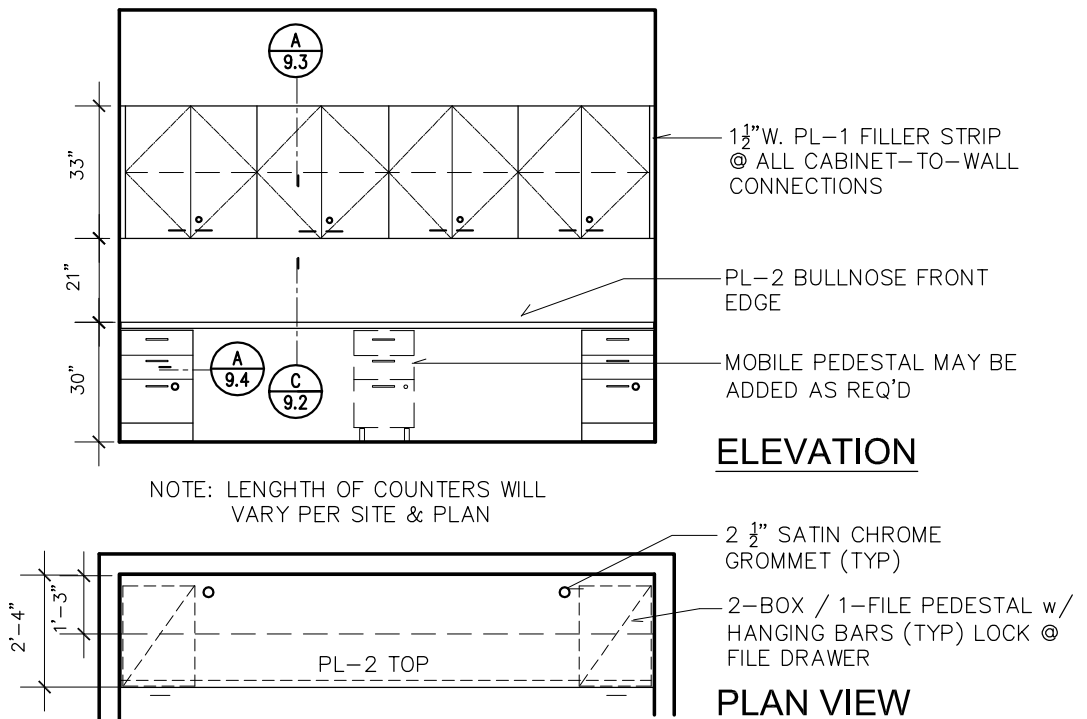 A
9.3
33"
1 1/2"W. PL-1 FILLER STRIP
@ ALL CABINET-TO-WALL
CONNECTIONS
21"
PL-2 BULLNOSE FRONT
EDGE
30"
A
9.4
C
9.2
MOBILE PEDESTAL MAY BE
ADDED AS REQ'D
ELEVATION
NOTE: LENGHTH OF COUNTERS WILL
VARY PER SITE & PLAN
2 1/2" SATIN CHROME
GROMMET (TYP)
2'-4"
1'-3"
2-BOX / 1-FILE PEDESTAL w/
HANGING BARS (TYP) LOCK @
FILE DRAWER
PL-2 TOP
PLAN VIEW